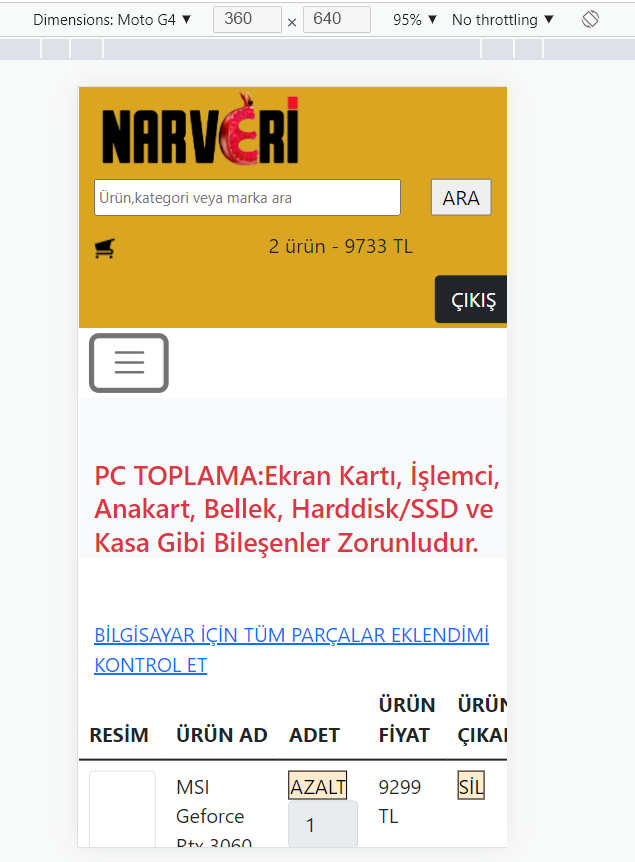 Dimensions: Moto G4 ▼ 360 × 640 95% ▼ No throttling ▼
NARVERİ
Ürün,kategori veya marka ara ARA
2 ürün - 9733 TL
ÇIKIŞ
PC TOPLAMA:Ekran Kartı, İşlemci,
Anakart, Bellek, Harddisk/SSD ve
Kasa Gibi Bileşenler Zorunludur.
BİLGİSAYAR İÇİN TÜM PARÇALAR EKLENDİMİ
KONTROL ET
RESİM ÜRÜN AD ADET ÜRÜN FİYAT ÜRÜN
MSI AZALT 9299 SİL
Geforce 1 TL
Rtx 3060